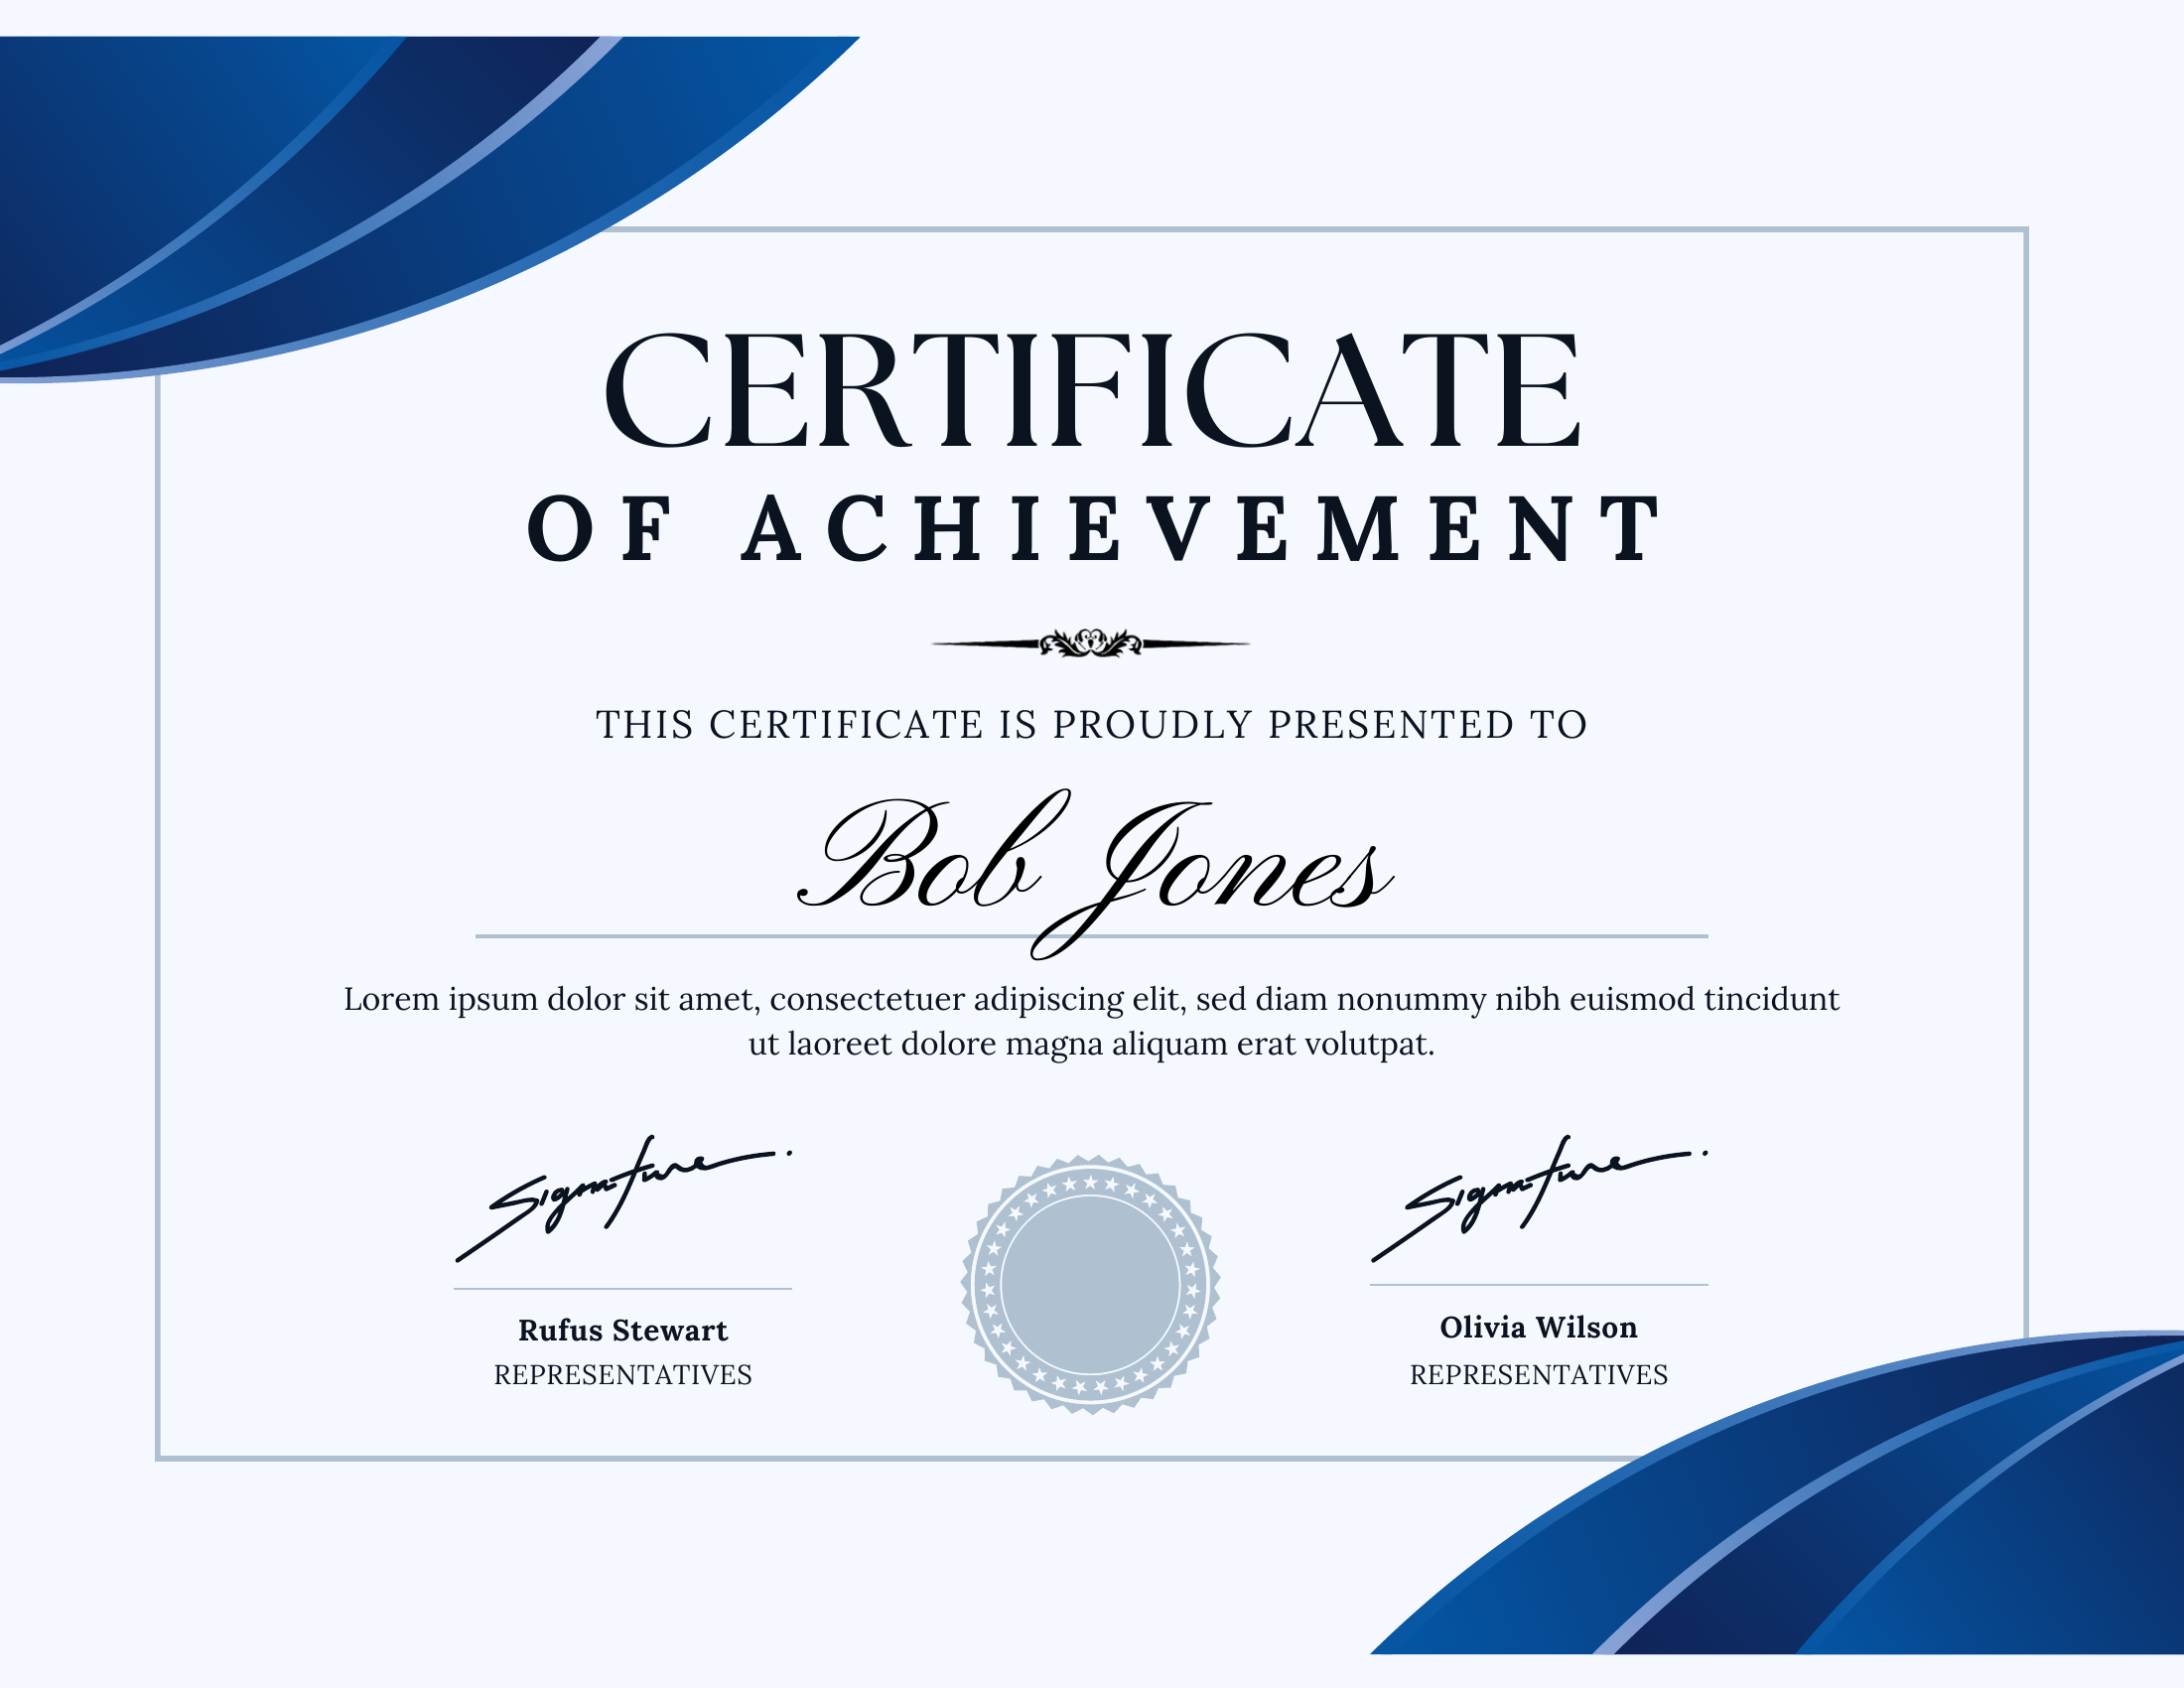 CERTIFICATE
OF ACHIEVEMENT
THIS CERTIFICATE IS PROUDLY PRESENTED TO
Bob Jones
Lorem ipsum dolor sit amet, consectetuer adipiscing elit, sed diam nonummy nibh euismod tincidunt
ut laoreet dolore magna aliquam erat volutpat.
Signature Signature
Rufus Stewart Olivia Wilson
REPRESENTATIVES REPRESENTATIVES